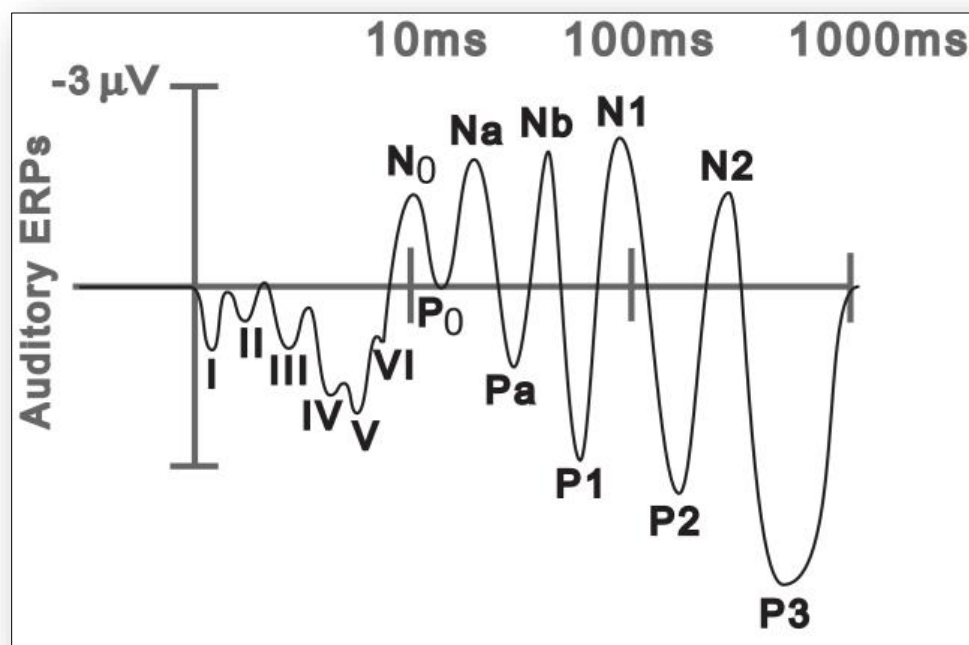 10ms 100ms 1000ms
-3 μV
Auditory ERPs
I
II
III
IV
V
VI
N0
P0
Na
Pa
Nb
P1
N1
P2
N2
P3